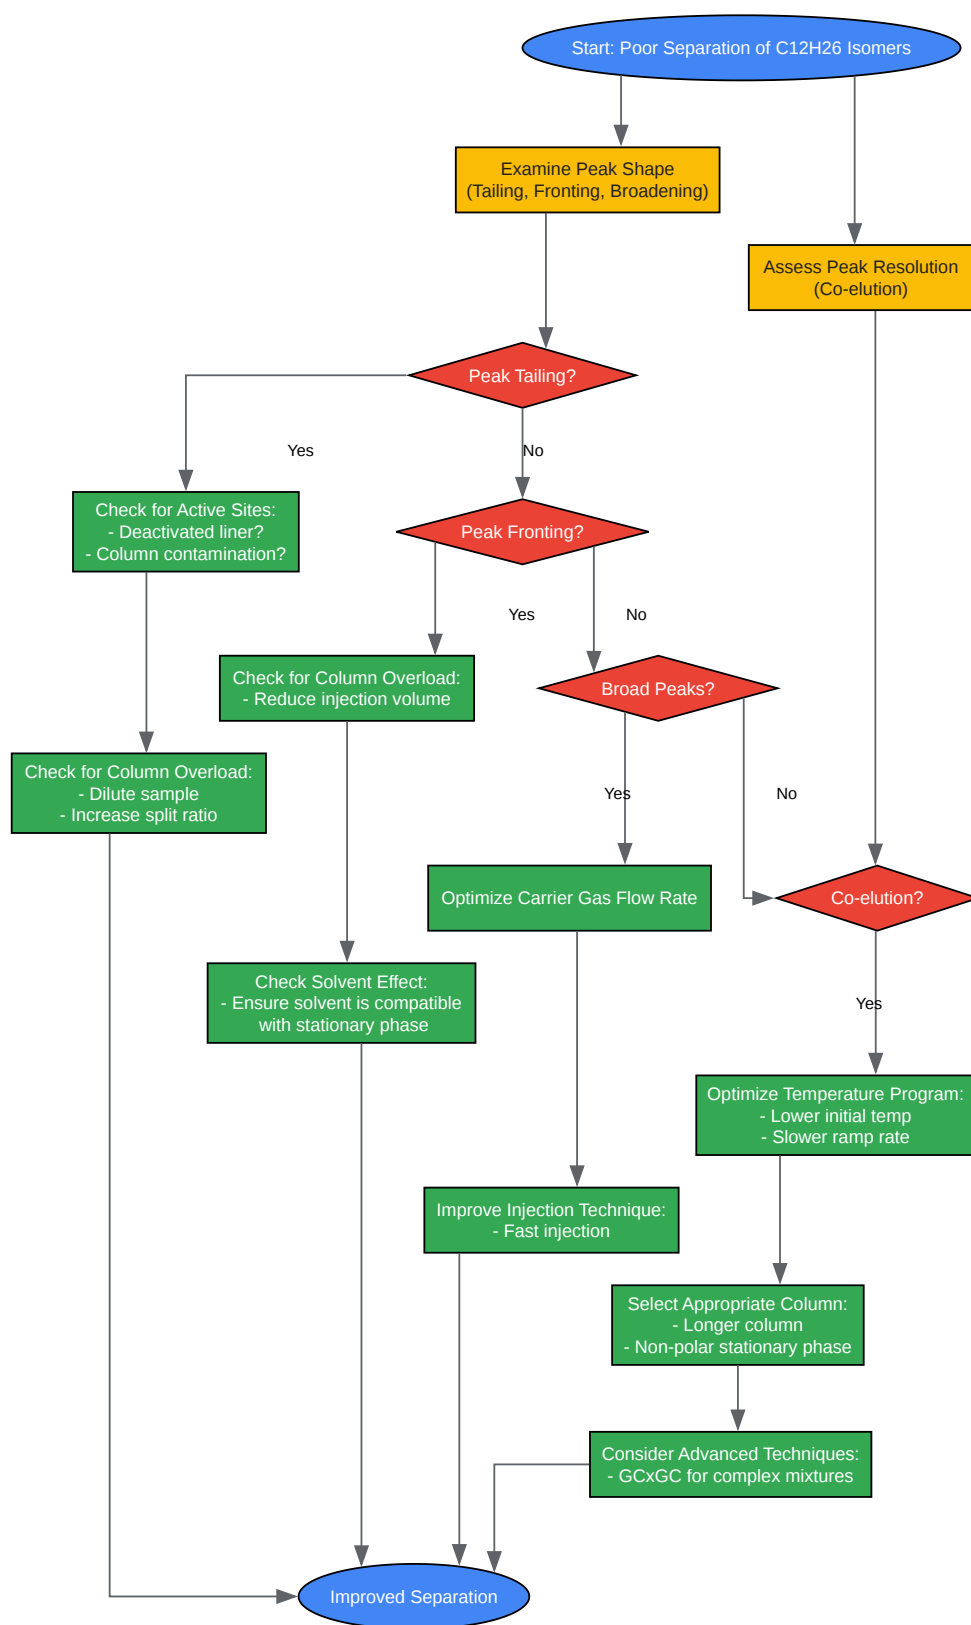 Start: Poor Separation of C12H26 Isomers
Examine Peak Shape
(Tailing, Fronting, Broadening)
Assess Peak Resolution
(Co-elution)
Peak Tailing?
Yes
No
Check for Active Sites:
- Deactivated liner?
- Column contamination?
Peak Fronting?
Yes
No
Check for Column Overload:
- Reduce injection volume
Broad Peaks?
Check for Column Overload:
- Dilute sample
- Increase split ratio
Yes
No
Optimize Carrier Gas Flow Rate
Co-elution?
Check Solvent Effect:
- Ensure solvent is compatible
with stationary phase
Yes
Optimize Temperature Program:
- Lower initial temp
- Slower ramp rate
Improve Injection Technique:
- Fast injection
Select Appropriate Column:
- Longer column
- Non-polar stationary phase
Consider Advanced Techniques:
- GCxGC for complex mixtures
Improved Separation